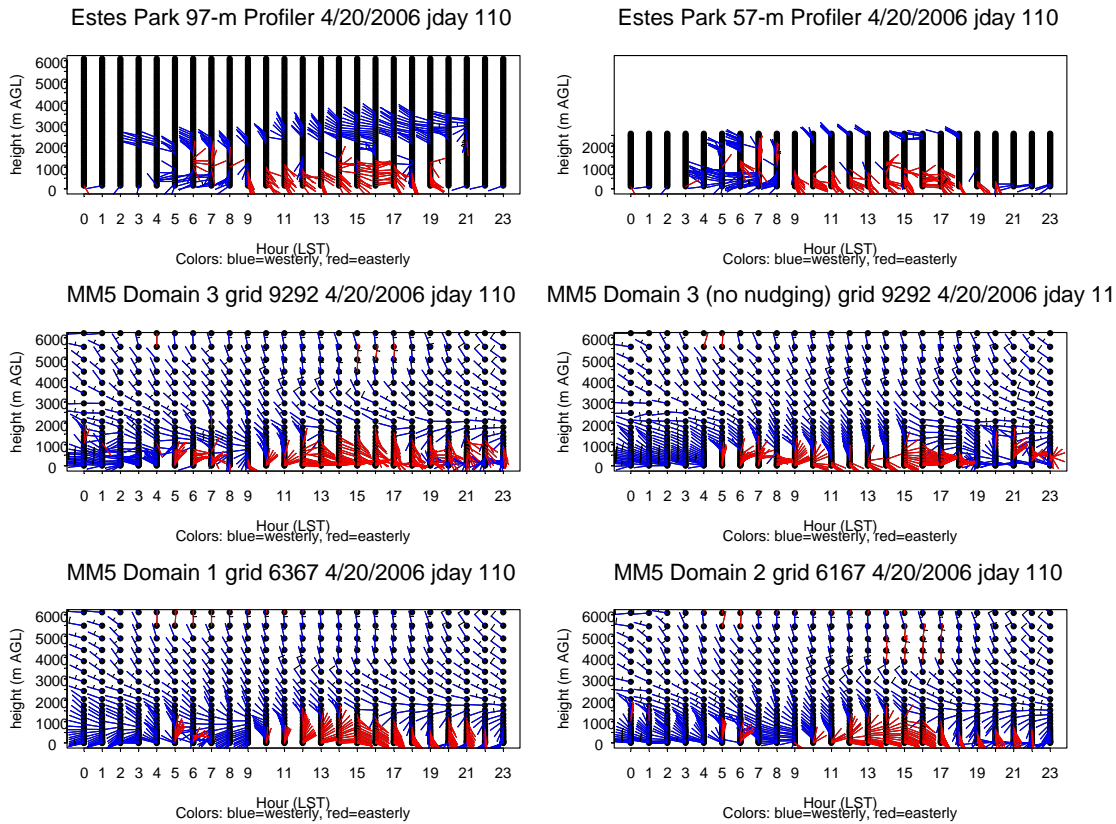 Estes Park 97-m Profiler 4/20/2006 jday 110
height (m AGL)
6000
5000
4000
3000
2000
1000
0
0 1 2 3 4 5 6 7 8 9 11 13 15 17 19 21 23
Hour (LST)
Colors: blue=westerly, red=easterly
Estes Park 57-m Profiler 4/20/2006 jday 110
height (m AGL)
2000
1000
0
0 1 2 3 4 5 6 7 8 9 11 13 15 17 19 21 23
Hour (LST)
Colors: blue=westerly, red=easterly
MM5 Domain 3 grid 9292 4/20/2006 jday 110
height (m AGL)
6000
5000
4000
3000
2000
1000
0
0 1 2 3 4 5 6 7 8 9 11 13 15 17 19 21 23
Hour (LST)
Colors: blue=westerly, red=easterly
MM5 Domain 3 (no nudging) grid 9292 4/20/2006 jday 11
height (m AGL)
6000
5000
4000
3000
2000
1000
0
0 1 2 3 4 5 6 7 8 9 11 13 15 17 19 21 23
Hour (LST)
Colors: blue=westerly, red=easterly
MM5 Domain 1 grid 6367 4/20/2006 jday 110
height (m AGL)
6000
5000
4000
3000
2000
1000
0
0 1 2 3 4 5 6 7 8 9 11 13 15 17 19 21 23
Hour (LST)
Colors: blue=westerly, red=easterly
MM5 Domain 2 grid 6167 4/20/2006 jday 110
height (m AGL)
6000
5000
4000
3000
2000
1000
0
0 1 2 3 4 5 6 7 8 9 11 13 15 17 19 21 23
Hour (LST)
Colors: blue=westerly, red=easterly